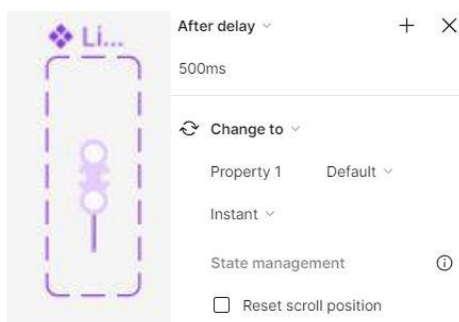 Li...
After delay
500ms
Change to
Property 1 Default
Instant
State management
Reset scroll position